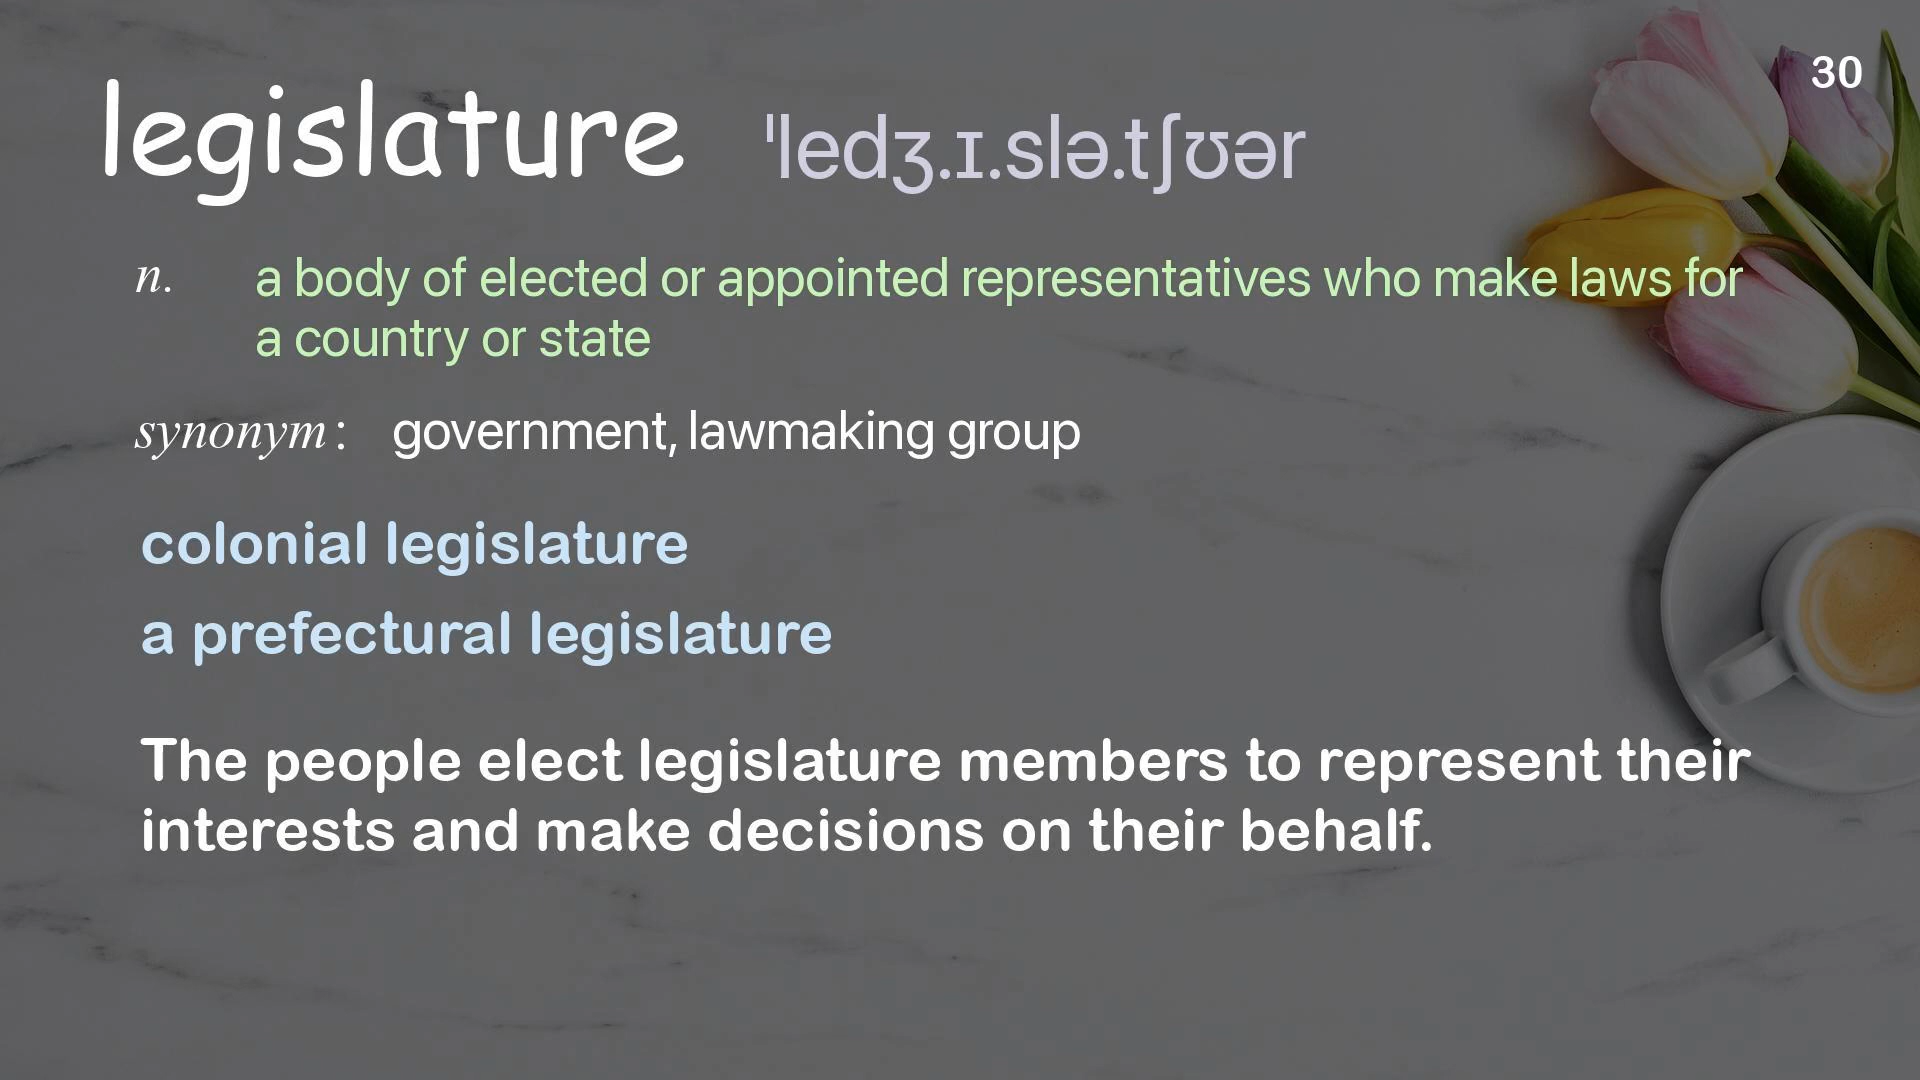 30
legislature ˈledʒ.ɪ.slə.tʃʊər
n. a body of elected or appointed representatives who make laws for
a country or state
synonym: government, lawmaking group
colonial legislature
a prefectural legislature
The people elect legislature members to represent their
interests and make decisions on their behalf.